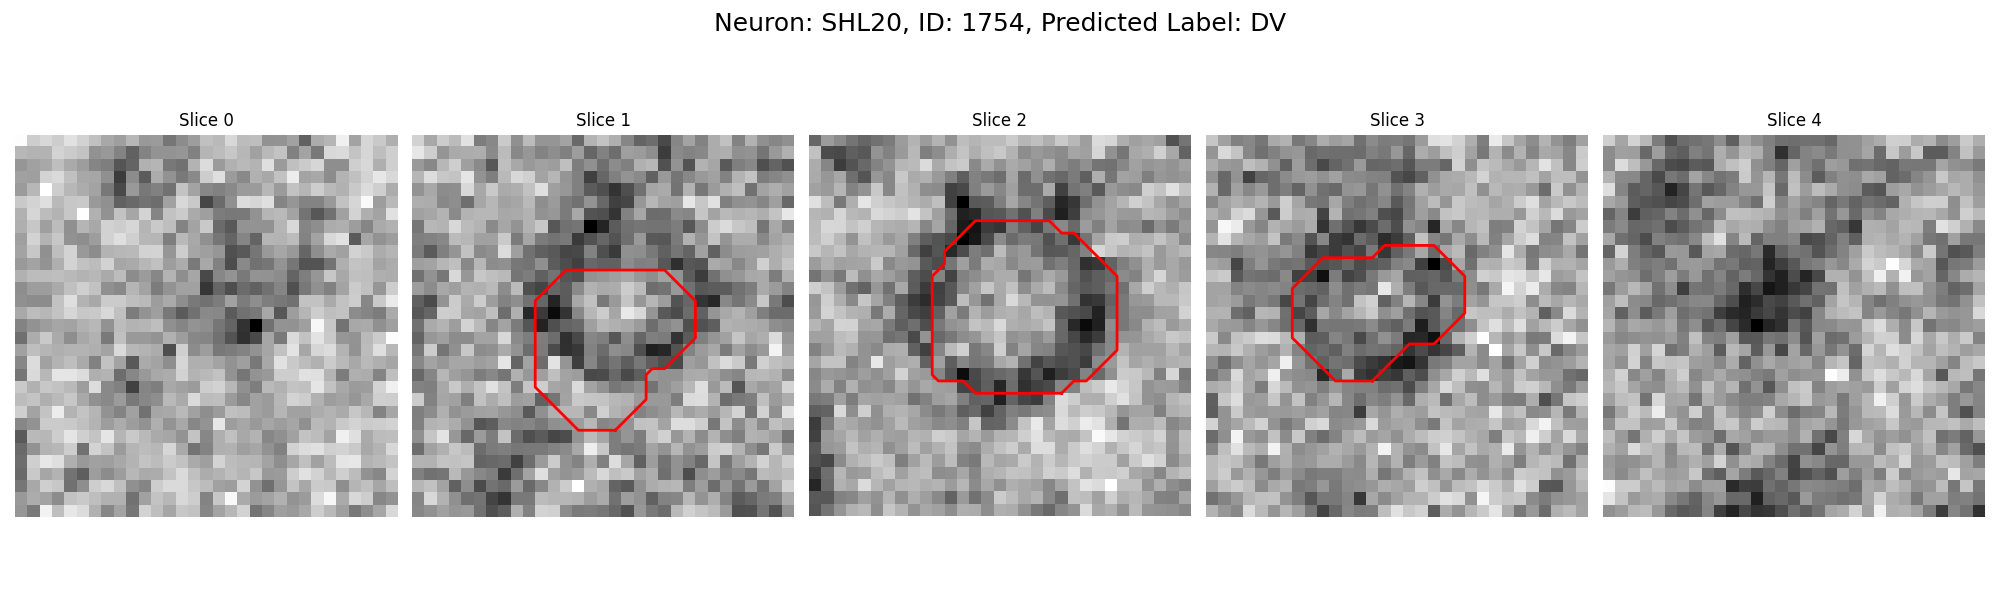 Neuron: SHL20, ID: 1754, Predicted Label: DV
Slice 0
Slice 1
Slice 2
Slice 3
Slice 4